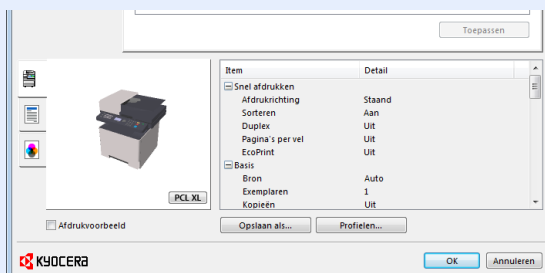 Toepassen
Item Detail
Snel afdrukken
Afdrukrichting Staand
Sorteren Aan
Duplex Uit
Pagina's per vel Uit
EcoPrint Uit
Basis
Bron Auto
Exemplaren 1
Kopieën Uit
PCL XL
Afdrukvoorbeeld Opslaan als... Profielen...
KYOCERA OK Annuleren